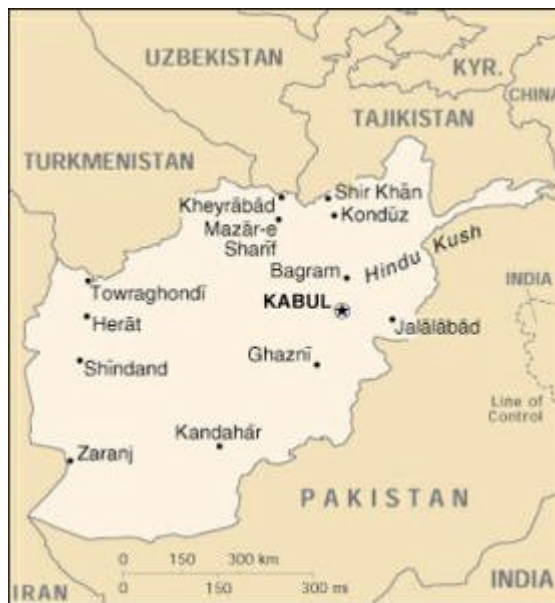 UZBEKISTAN
KYR.
CHINA
TAJIKISTAN
TURKMENISTAN
Kheyrābād
Shir Khān
Mazār-e
Sharīf
Kondūz
Hindu Kush
Bagram
INDIA
Towraghondī
KABUL
Herāt
Jalālābād
Shīndand
Ghaznī
Line of
Control
Kandahār
Zaranj
PAKISTAN
0 150 300 km
0 150 300 mi
IRAN
INDIA